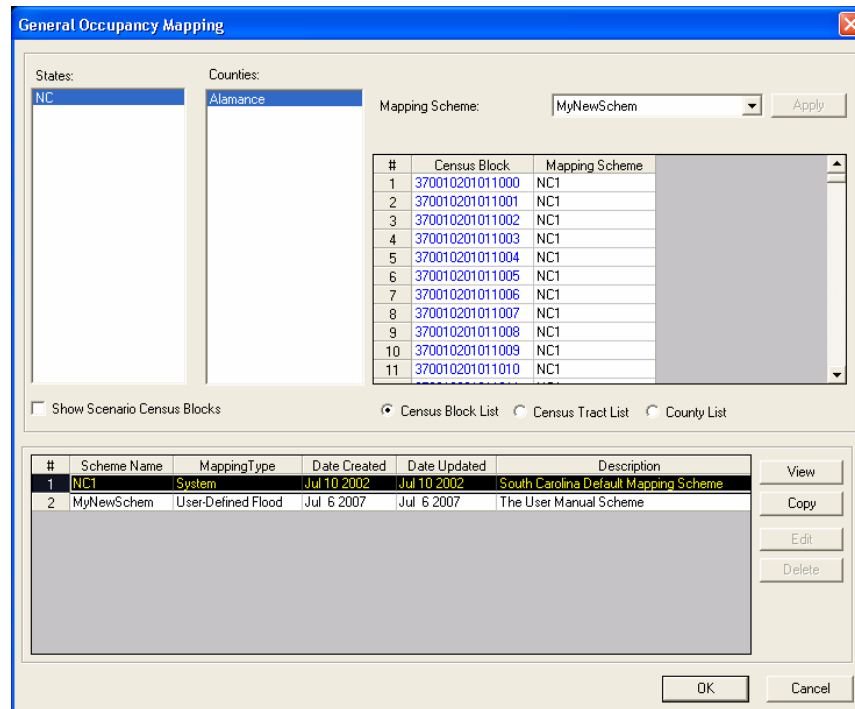 General Occupancy Mapping
States:
Counties:
NC
Alamance
Mapping Scheme:
MyNewSchem
Apply
# Census Block Mapping Scheme
1 370010201011000 NC1
2 370010201011001 NC1
3 370010201011002 NC1
4 370010201011003 NC1
5 370010201011004 NC1
6 370010201011005 NC1
7 370010201011006 NC1
8 370010201011007 NC1
9 370010201011008 NC1
10 370010201011009 NC1
11 370010201011010 NC1
Show Scenario Census Blocks
Census Block List Census Tract List County List
# Scheme Name MappingType Date Created Date Updated Description
1 NC1 System Jul 10 2002 Jul 10 2002 South Carolina Default Mapping Scheme
2 MyNewSchem User-Defined Flood Jul 6 2007 Jul 6 2007 The User Manual Scheme
View
Copy
Edit
Delete
OK
Cancel